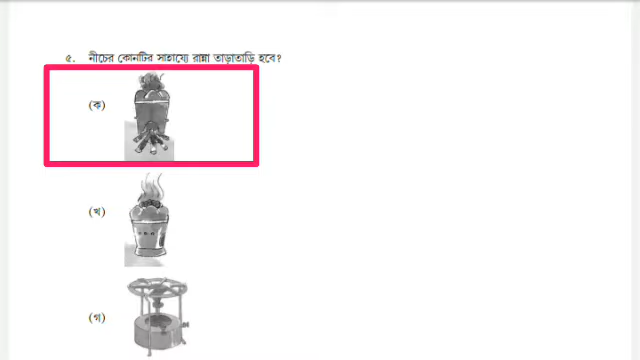 ৫. নীচের কোনটির সাহায্যে রান্না তাড়াতাড়ি হবে?
(ক)
(খ)
(গ)